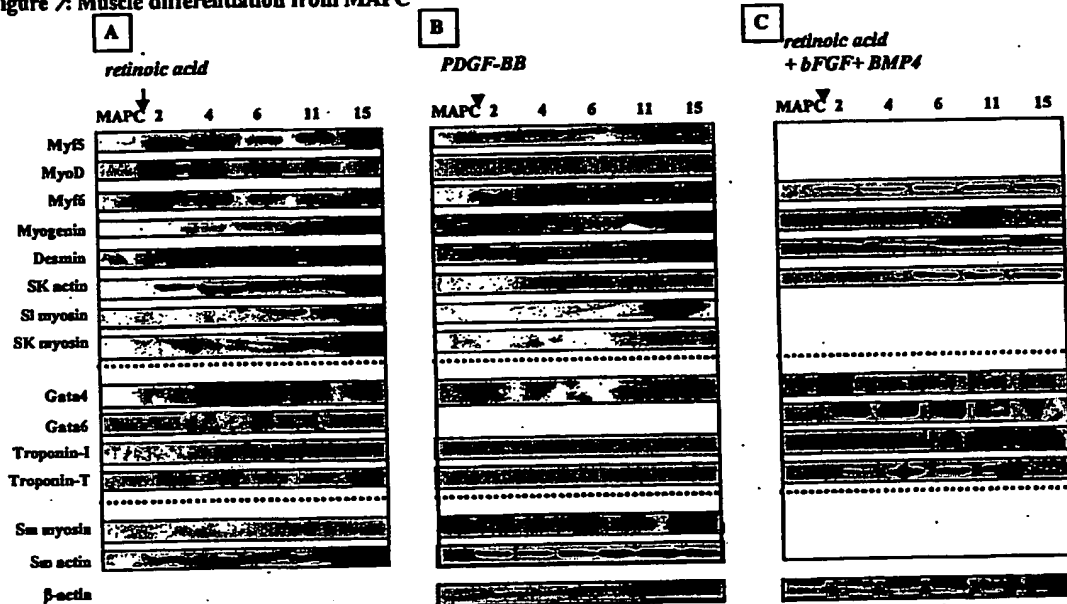 Figure 7: Muscle differentiation from MAPC
A
retinoic acid
MAPC 2 4 6 11 15
B
PDGF-BB
MAPC 2 4 6 11 15
C
retinoic acid
+ bFGF+ BMP4
MAPC 2 4 6 11 15
Myf5
MyoD
Myf6
Myogenin
Desmin
SK actin
Sl myosin
SK myosin
Gata4
Gata6
Troponin-I
Troponin-T
Sm myosin
Sm actin
β-actin